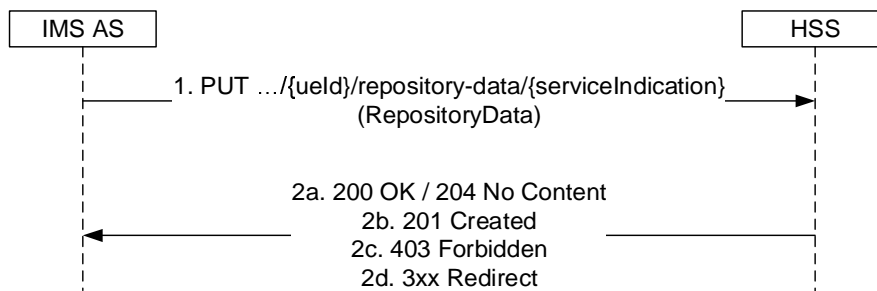 IMS AS
HSS
1. PUT …/{ueId}/repository-data/{serviceIndication}
(RepositoryData)
2a. 200 OK / 204 No Content
2b. 201 Created
2c. 403 Forbidden
2d. 3xx Redirect